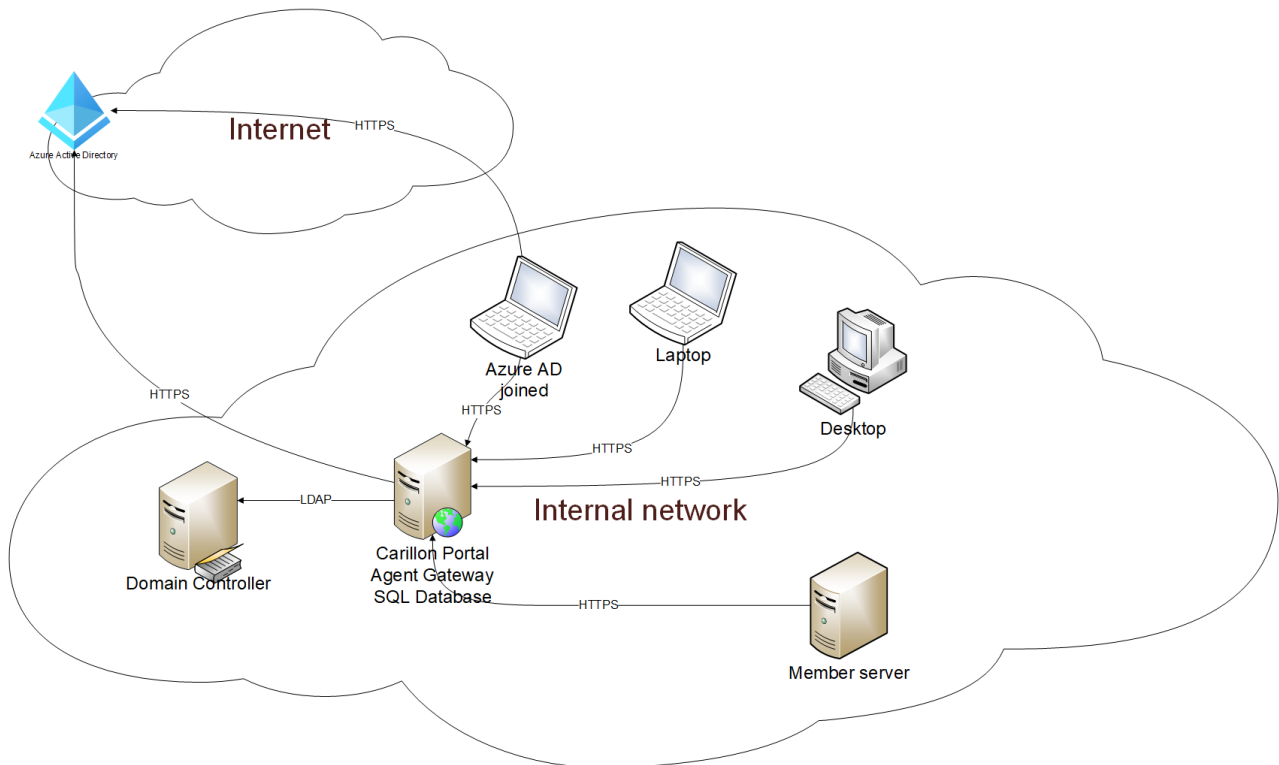 HTTPS
Internet
Azure Active Directory
Azure AD
joined
Laptop
HTTPS
HTTPS
Desktop
HTTPS
HTTPS
LDAP
Internal network
Carillon Portal
Agent Gateway
SQL Database
Domain Controller
HTTPS
Member server